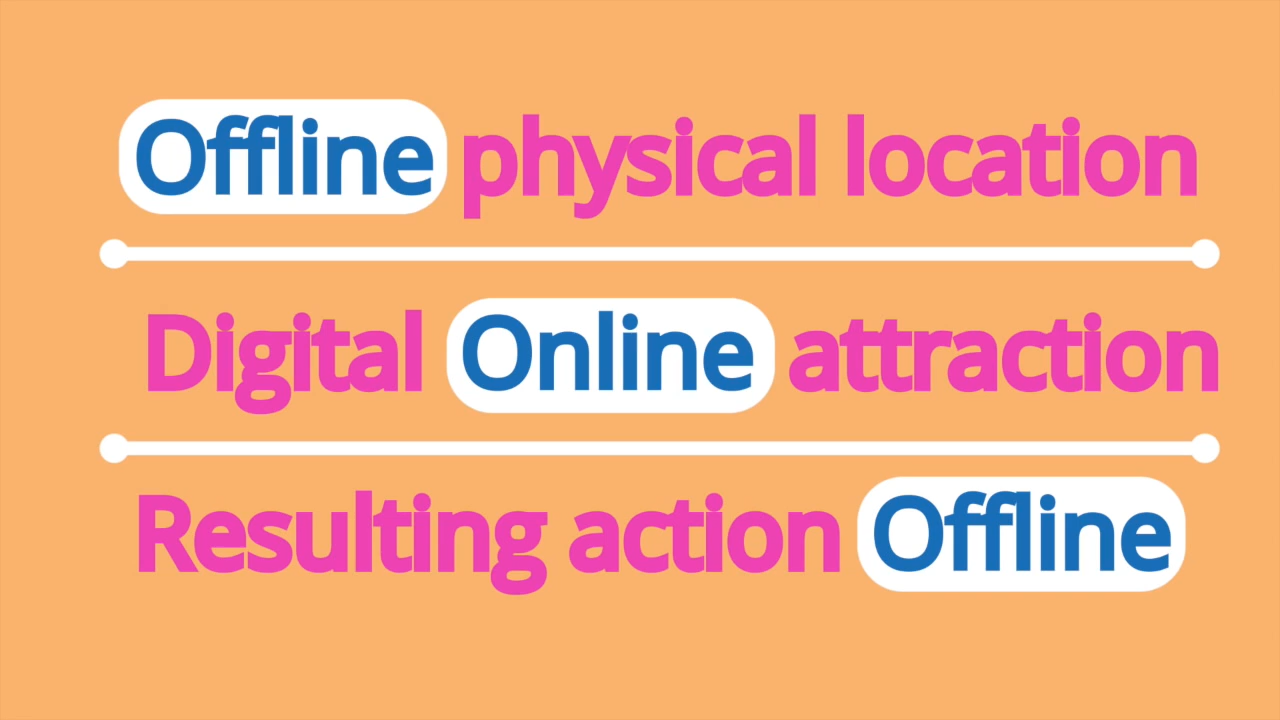 Offline physical location
Digital Online attraction
Resulting action Offline